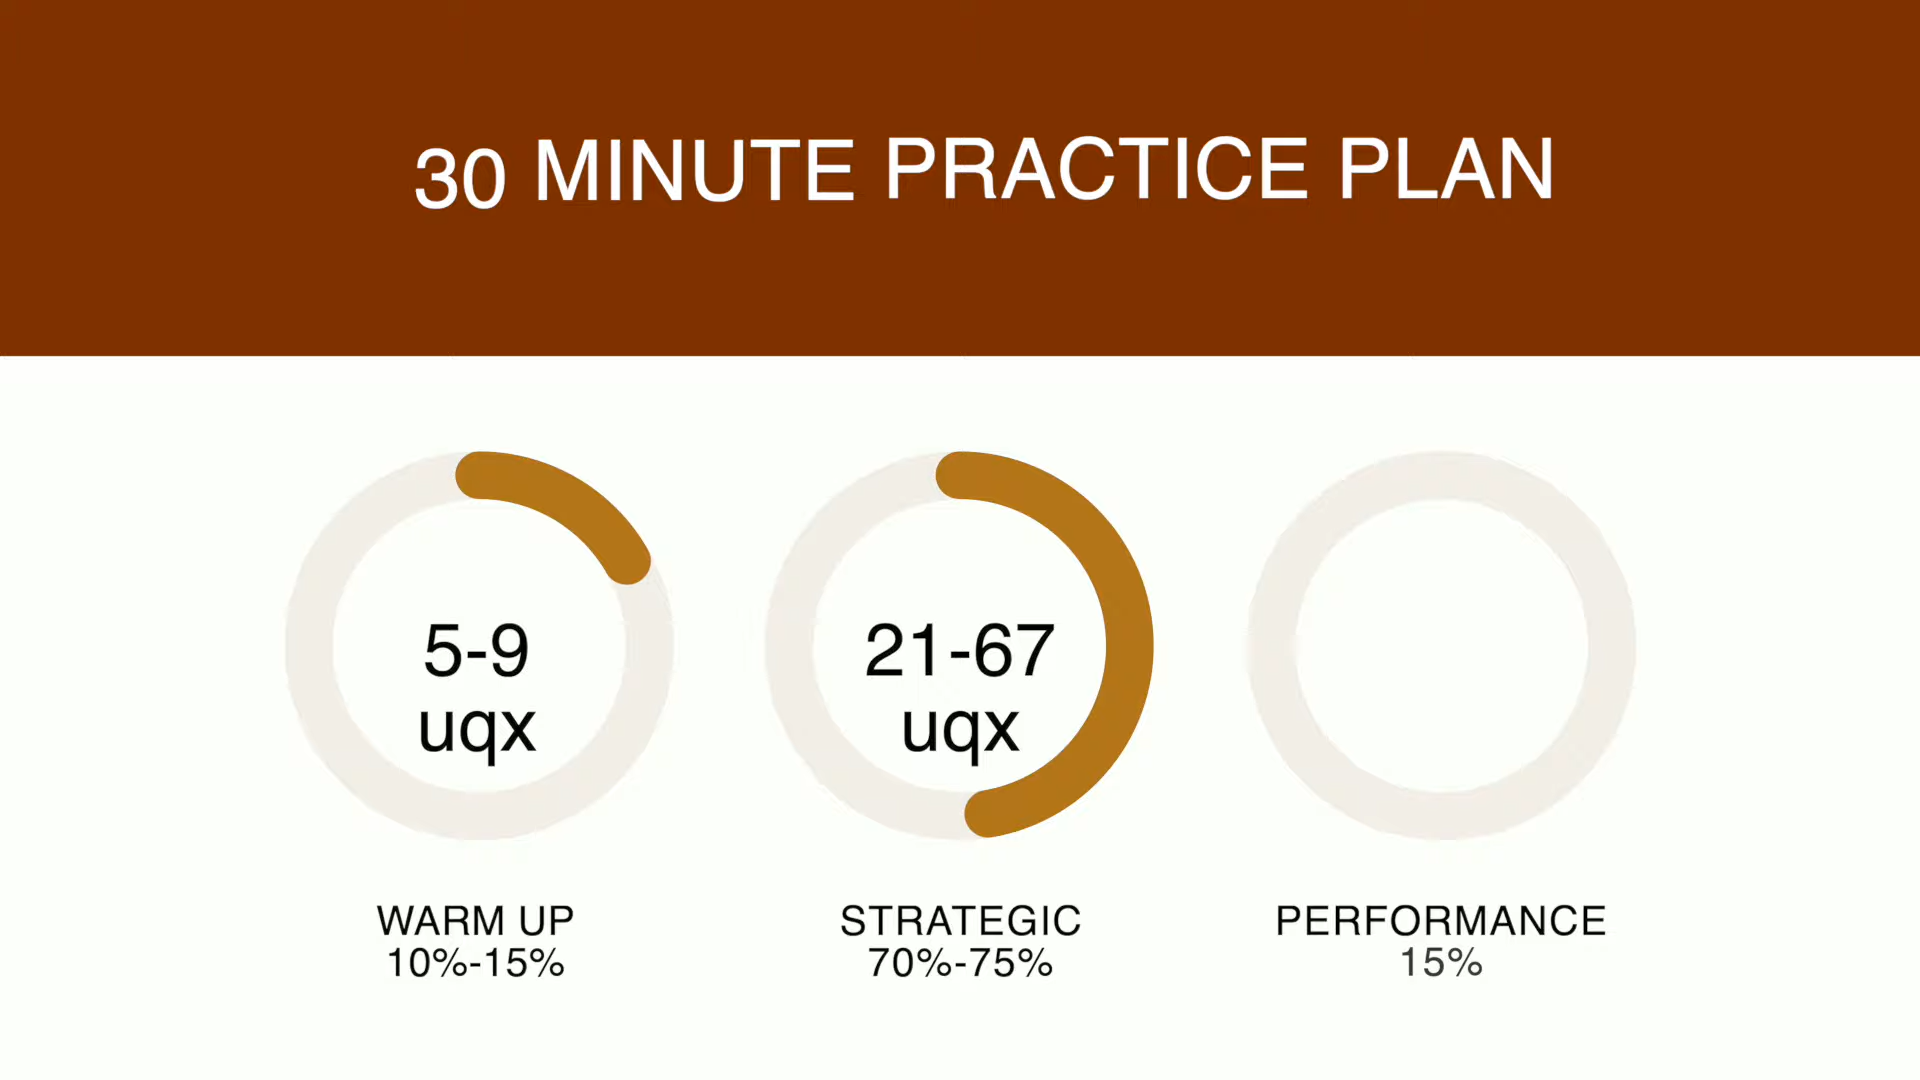 30 MINUTE PRACTICE PLAN
5-9
uqx
21-67
uqx
WARM UP
10%-15%
STRATEGIC
70%-75%
PERFORMANCE
15%